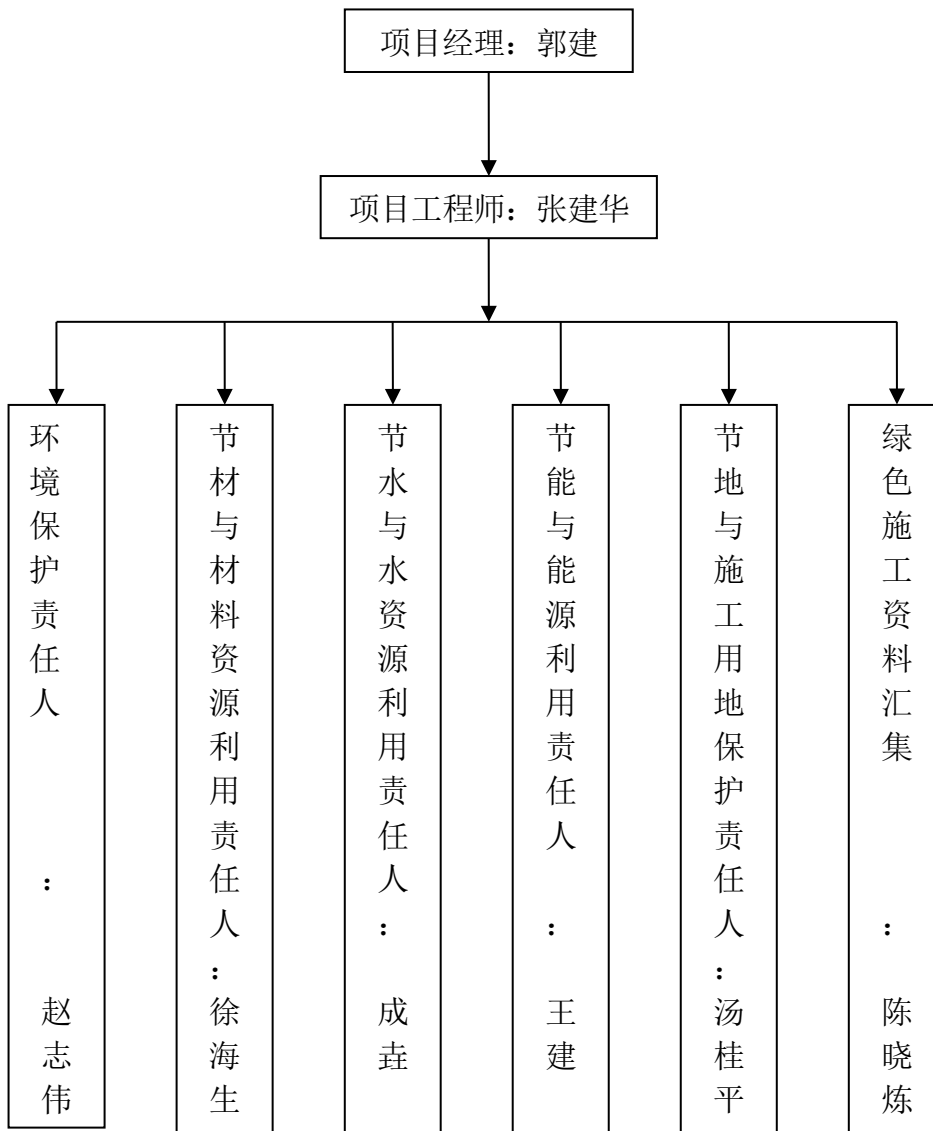 项目经理：郭建
项目工程师：张建华
环境保护责任人：赵志伟
节材与材料资源利用责任人：徐海生
节水与水资源利用责任人：成垚
节能与能源利用责任人：王建
节地与施工用地保护责任人：汤桂平
绿色施工资料汇集：陈晓炼